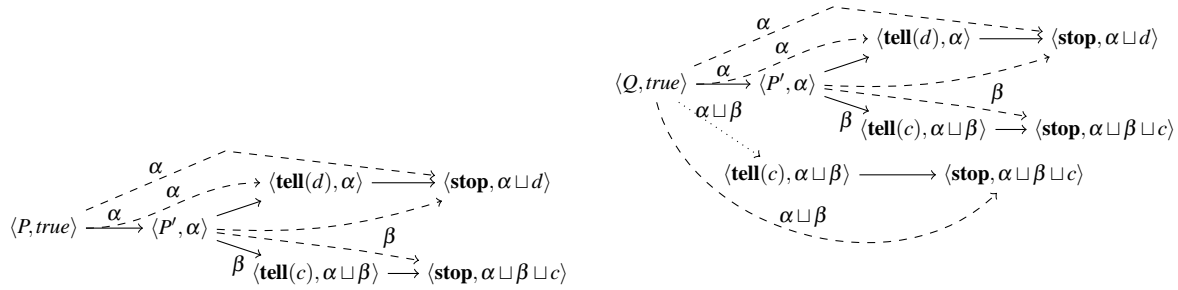 α
α
⟨tell(d), α⟩ ⟨stop, α ⊔ d⟩
α
⟨P, true⟩ ⟨P′, α⟩
β
β ⟨tell(c), α ⊔ β⟩ ⟨stop, α ⊔ β ⊔ c⟩
α
α
⟨tell(d), α⟩ ⟨stop, α ⊔ d⟩
α
⟨Q, true⟩ ⟨P′, α⟩
β
α ⊔ β
β ⟨tell(c), α ⊔ β⟩ ⟨stop, α ⊔ β ⊔ c⟩
⟨tell(c), α ⊔ β⟩ ⟨stop, α ⊔ β ⊔ c⟩
α ⊔ β